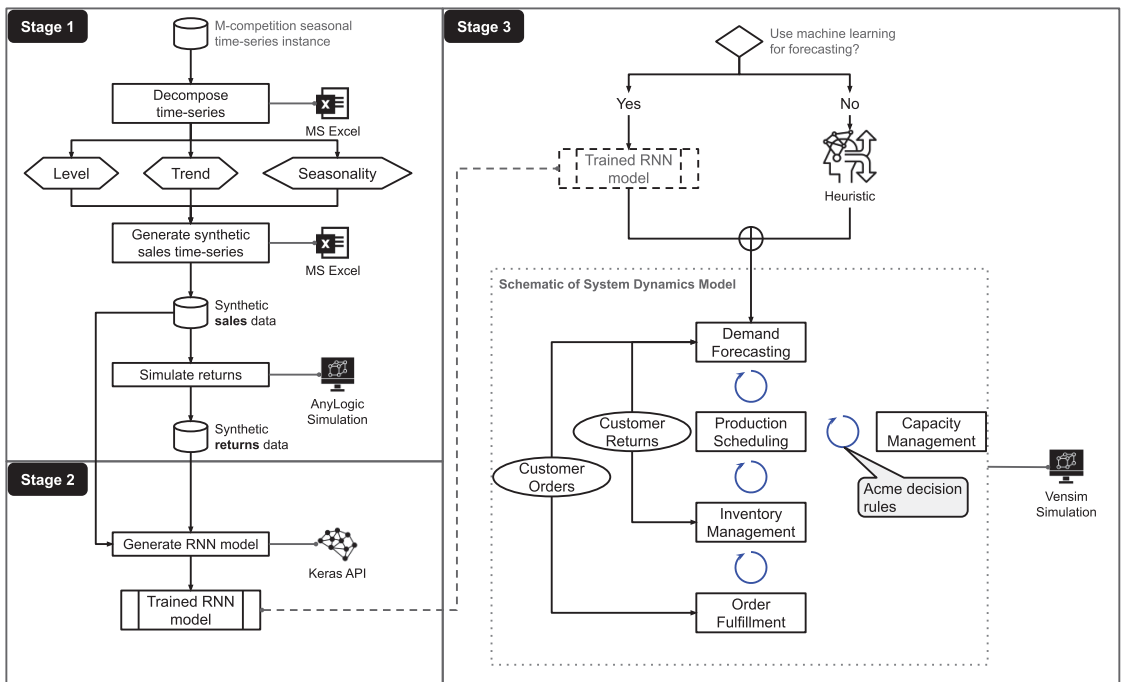 Stage 1
M-competition seasonal
time-series instance
Decompose
time-series
MS Excel
Level
Trend
Seasonality
Generate synthetic
sales time-series
MS Excel
Synthetic
sales data
Simulate returns
AnyLogic
Simulation
Synthetic
returns data
Stage 2
Generate RNN model
Keras API
Trained RNN
model
Stage 3
Use machine learning
for forecasting?
Yes
No
Trained RNN
model
Heuristic
Schematic of System Dynamics Model
Demand
Forecasting
Customer
Returns
Production
Scheduling
Capacity
Management
Customer
Orders
Acme decision
rules
Inventory
Management
Order
Fulfillment
Vensim
Simulation